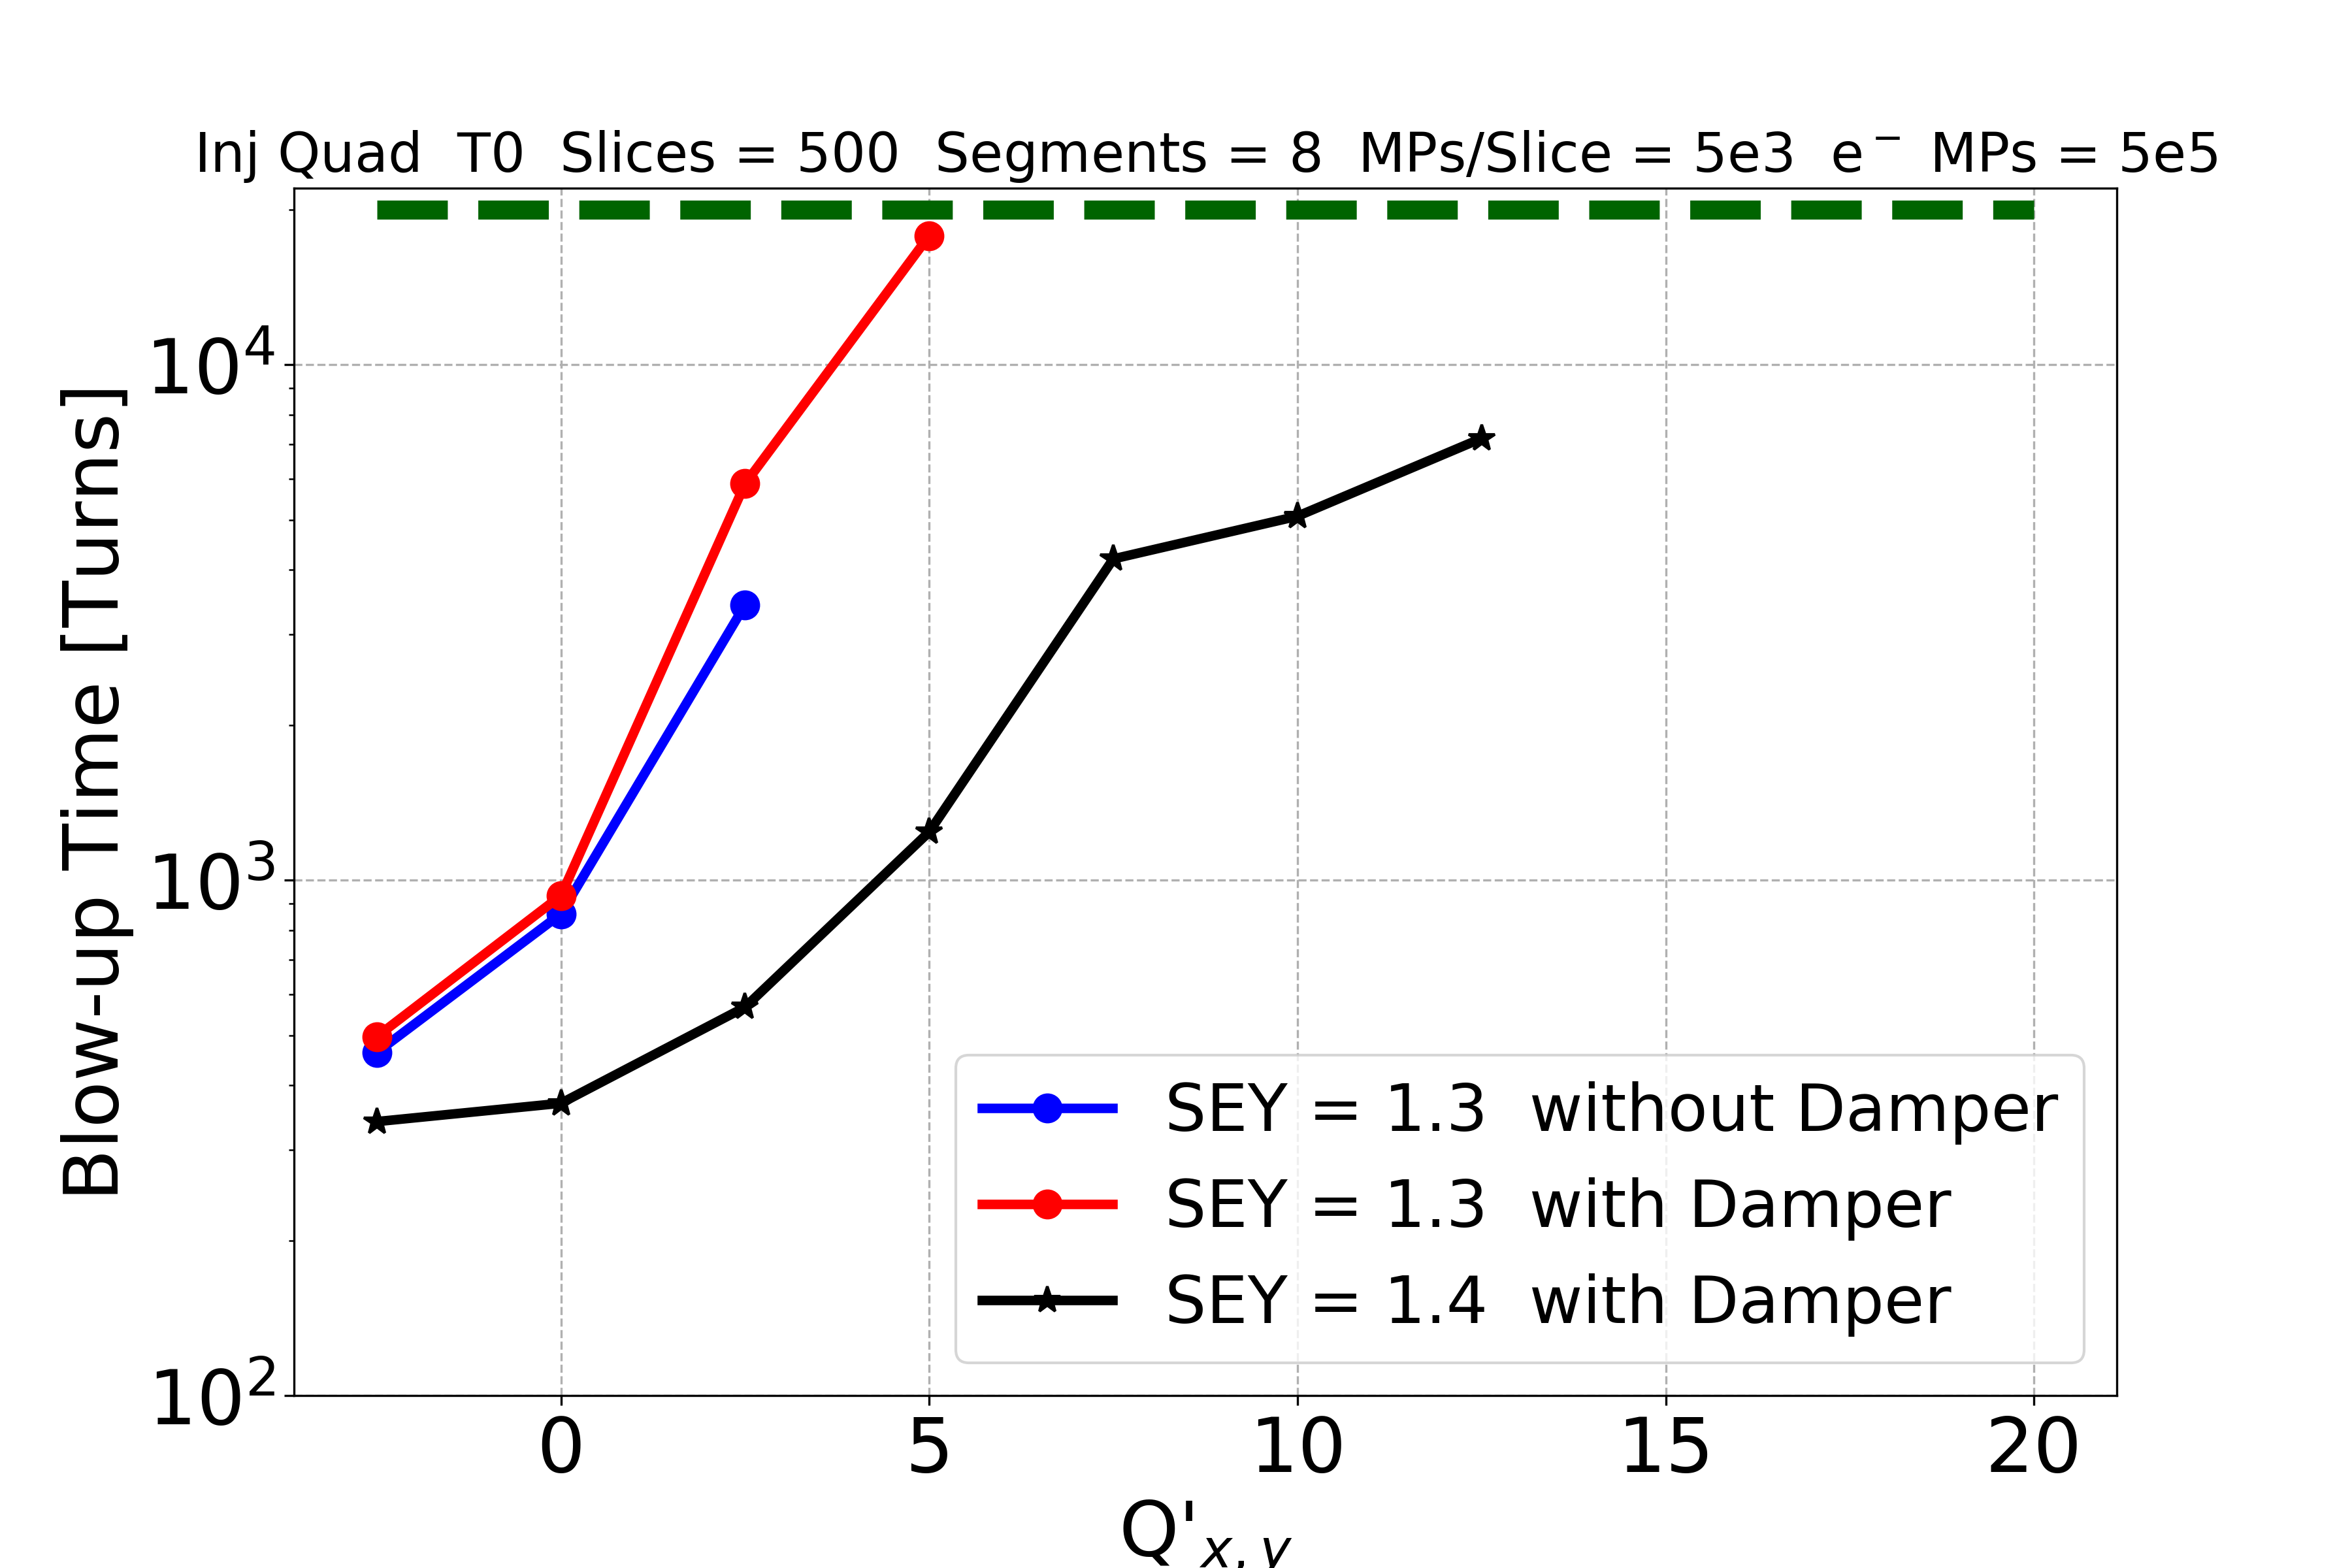 Inj Quad T0 Slices = 500 Segments = 8 MPs/Slice = 5e3 e⁻ MPs = 5e5
Blow-up Time [Turns]
10⁴
10³
10²
SEY = 1.3 without Damper
SEY = 1.3 with Damper
SEY = 1.4 with Damper
0 5 10 15 20
Q'x, y